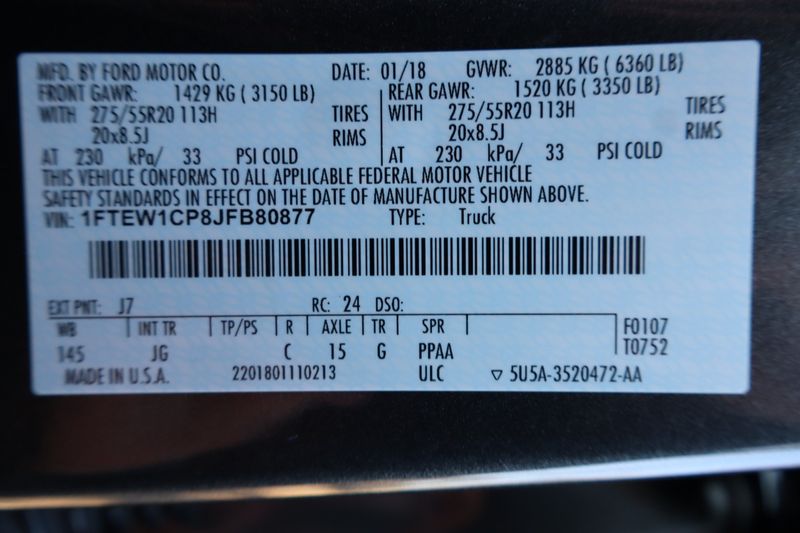 MFD. BY FORD MOTOR CO. DATE: 01/18 GVWR: 2885 KG ( 6360 LB)
FRONT GAWR: 1429 KG ( 3150 LB) REAR GAWR: 1520 KG ( 3350 LB)
WITH 275/55R20 113H TIRES WITH 275/55R20 113H TIRES
20x8.5J RIMS 20x8.5J RIMS
AT 230 kPa/ 33 PSI COLD AT 230 kPa/ 33 PSI COLD
THIS VEHICLE CONFORMS TO ALL APPLICABLE FEDERAL MOTOR VEHICLE
SAFETY STANDARDS IN EFFECT ON THE DATE OF MANUFACTURE SHOWN ABOVE.
VIN: 1FTEW1CP8JFB80877 TYPE: Truck
EXT PNT: J7 RC: 24 DSO:
WB INT TR TP/PS R AXLE TR SPR F0107
145 JG C 15 G PPAA T0752
MADE IN U.S.A. 2201801110213 ULC ▽ 5U5A-3520472-AA